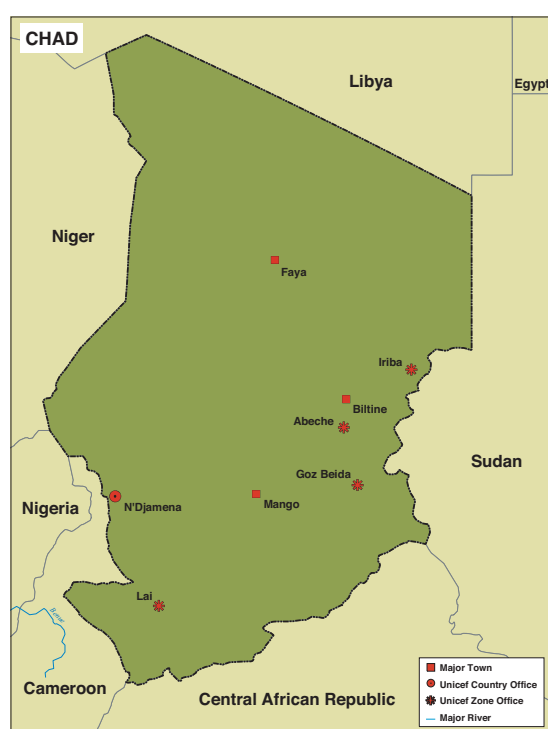 CHAD
Libya
Egypt
Niger
Faya
Iriba
Biltine
Abeche
Sudan
Goz Beida
Nigeria
N'Djamena
Mango
Lai
Benue
Cameroon
Central African Republic
Major Town
Unicef Country Office
Unicef Zone Office
Major River